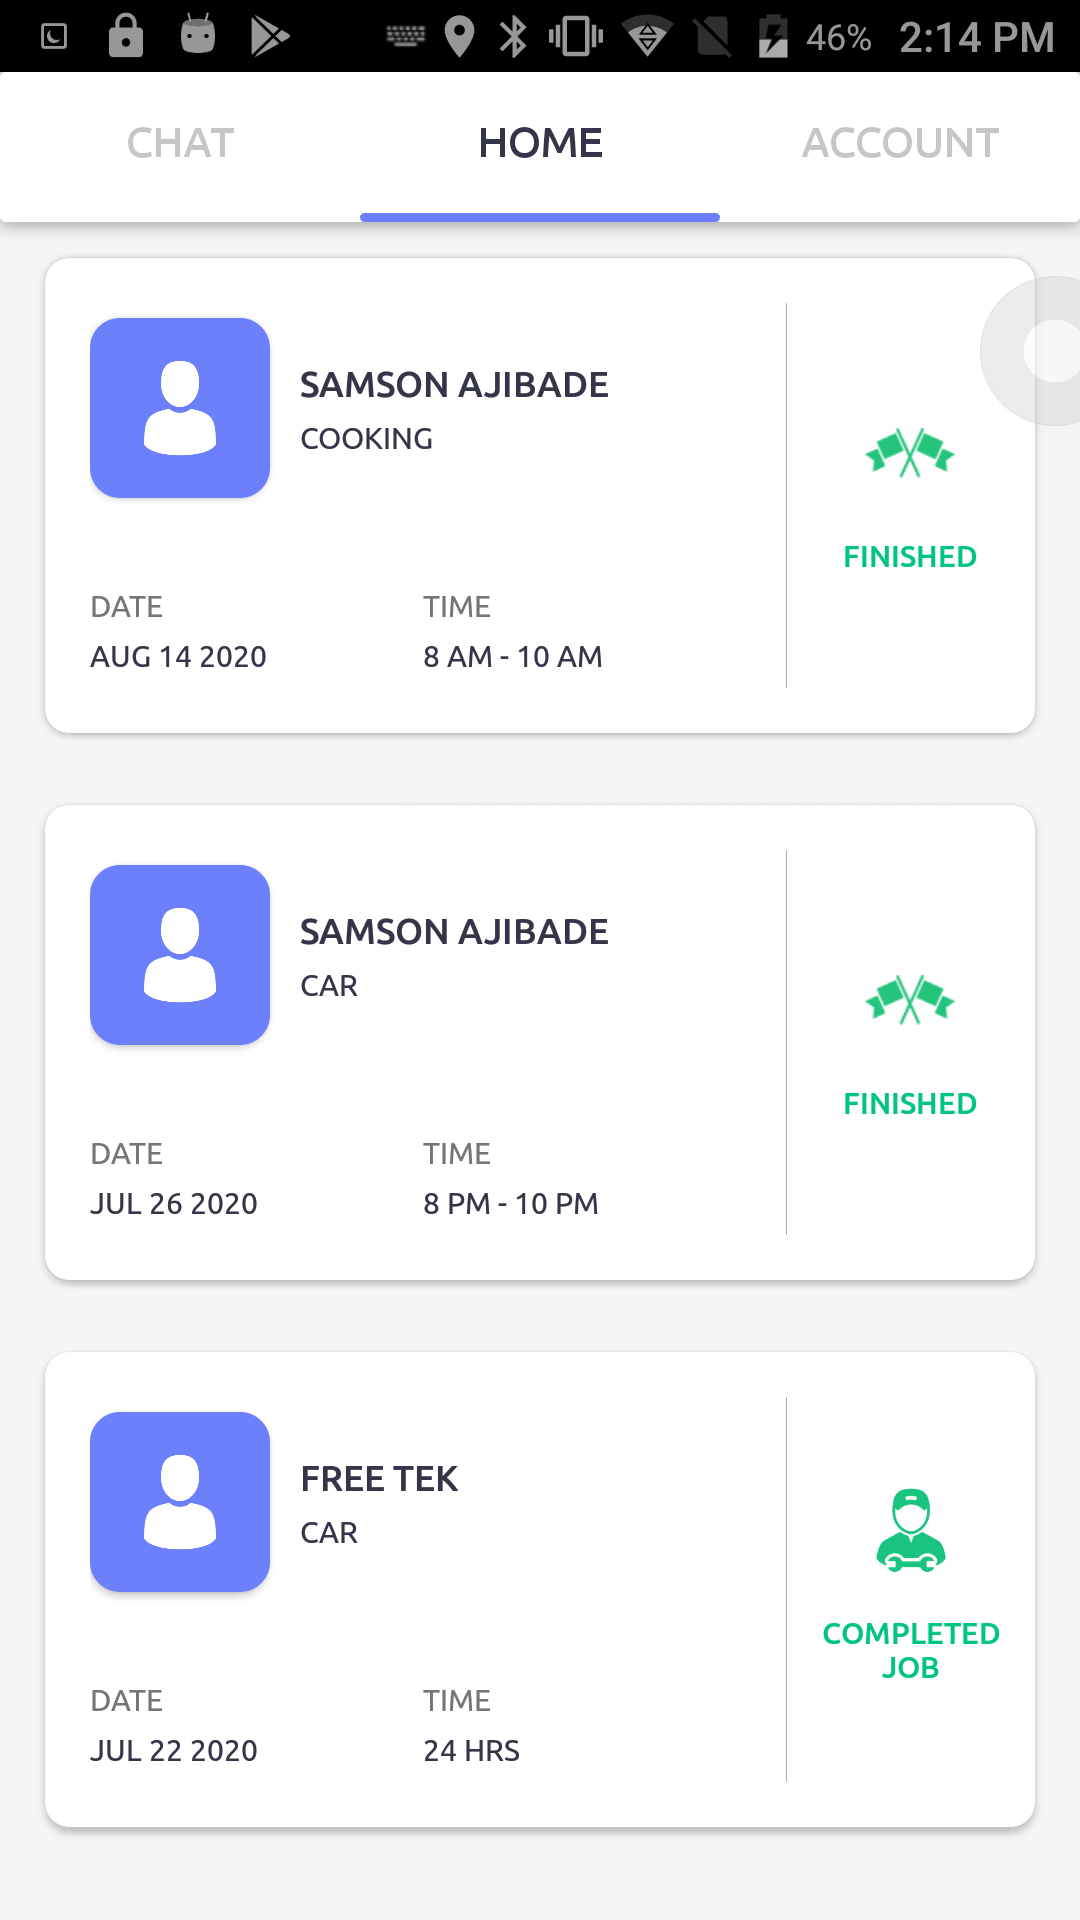 46% 2:14 PM
CHAT HOME ACCOUNT
SAMSON AJIBADE
COOKING
FINISHED
DATE TIME
AUG 14 2020 8 AM - 10 AM
SAMSON AJIBADE
CAR
FINISHED
DATE TIME
JUL 26 2020 8 PM - 10 PM
FREE TEK
CAR
COMPLETED
JOB
DATE TIME
JUL 22 2020 24 HRS